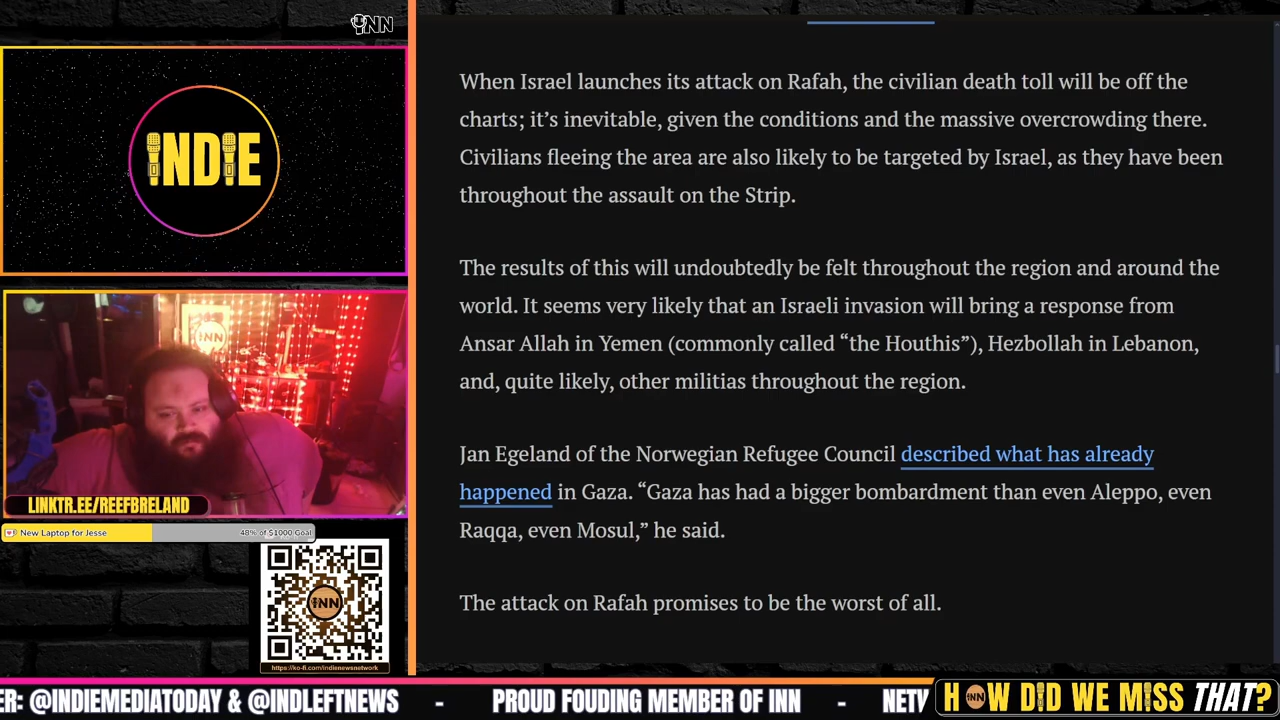 INN
INDIE
When Israel launches its attack on Rafah, the civilian death toll will be off the
charts; it’s inevitable, given the conditions and the massive overcrowding there.
Civilians fleeing the area are also likely to be targeted by Israel, as they have been
throughout the assault on the Strip.
The results of this will undoubtedly be felt throughout the region and around the
world. It seems very likely that an Israeli invasion will bring a response from
Ansar Allah in Yemen (commonly called “the Houthis”), Hezbollah in Lebanon,
and, quite likely, other militias throughout the region.
Jan Egeland of the Norwegian Refugee Council described what has already
happened in Gaza. “Gaza has had a bigger bombardment than even Aleppo, even
Raqqa, even Mosul,” he said.
The attack on Rafah promises to be the worst of all.
INN
LINKTR.EE/REEFBRELAND
New Laptop for Jesse 48% of $1000 Goal
INN
https://ko-fi.com/indienewsnetwork
ER: @INDIEMEDIATODAY & @INDLEFTNEWS - PROUD FOUDING MEMBER OF INN - NETW
HOW DID WE MISS THAT?